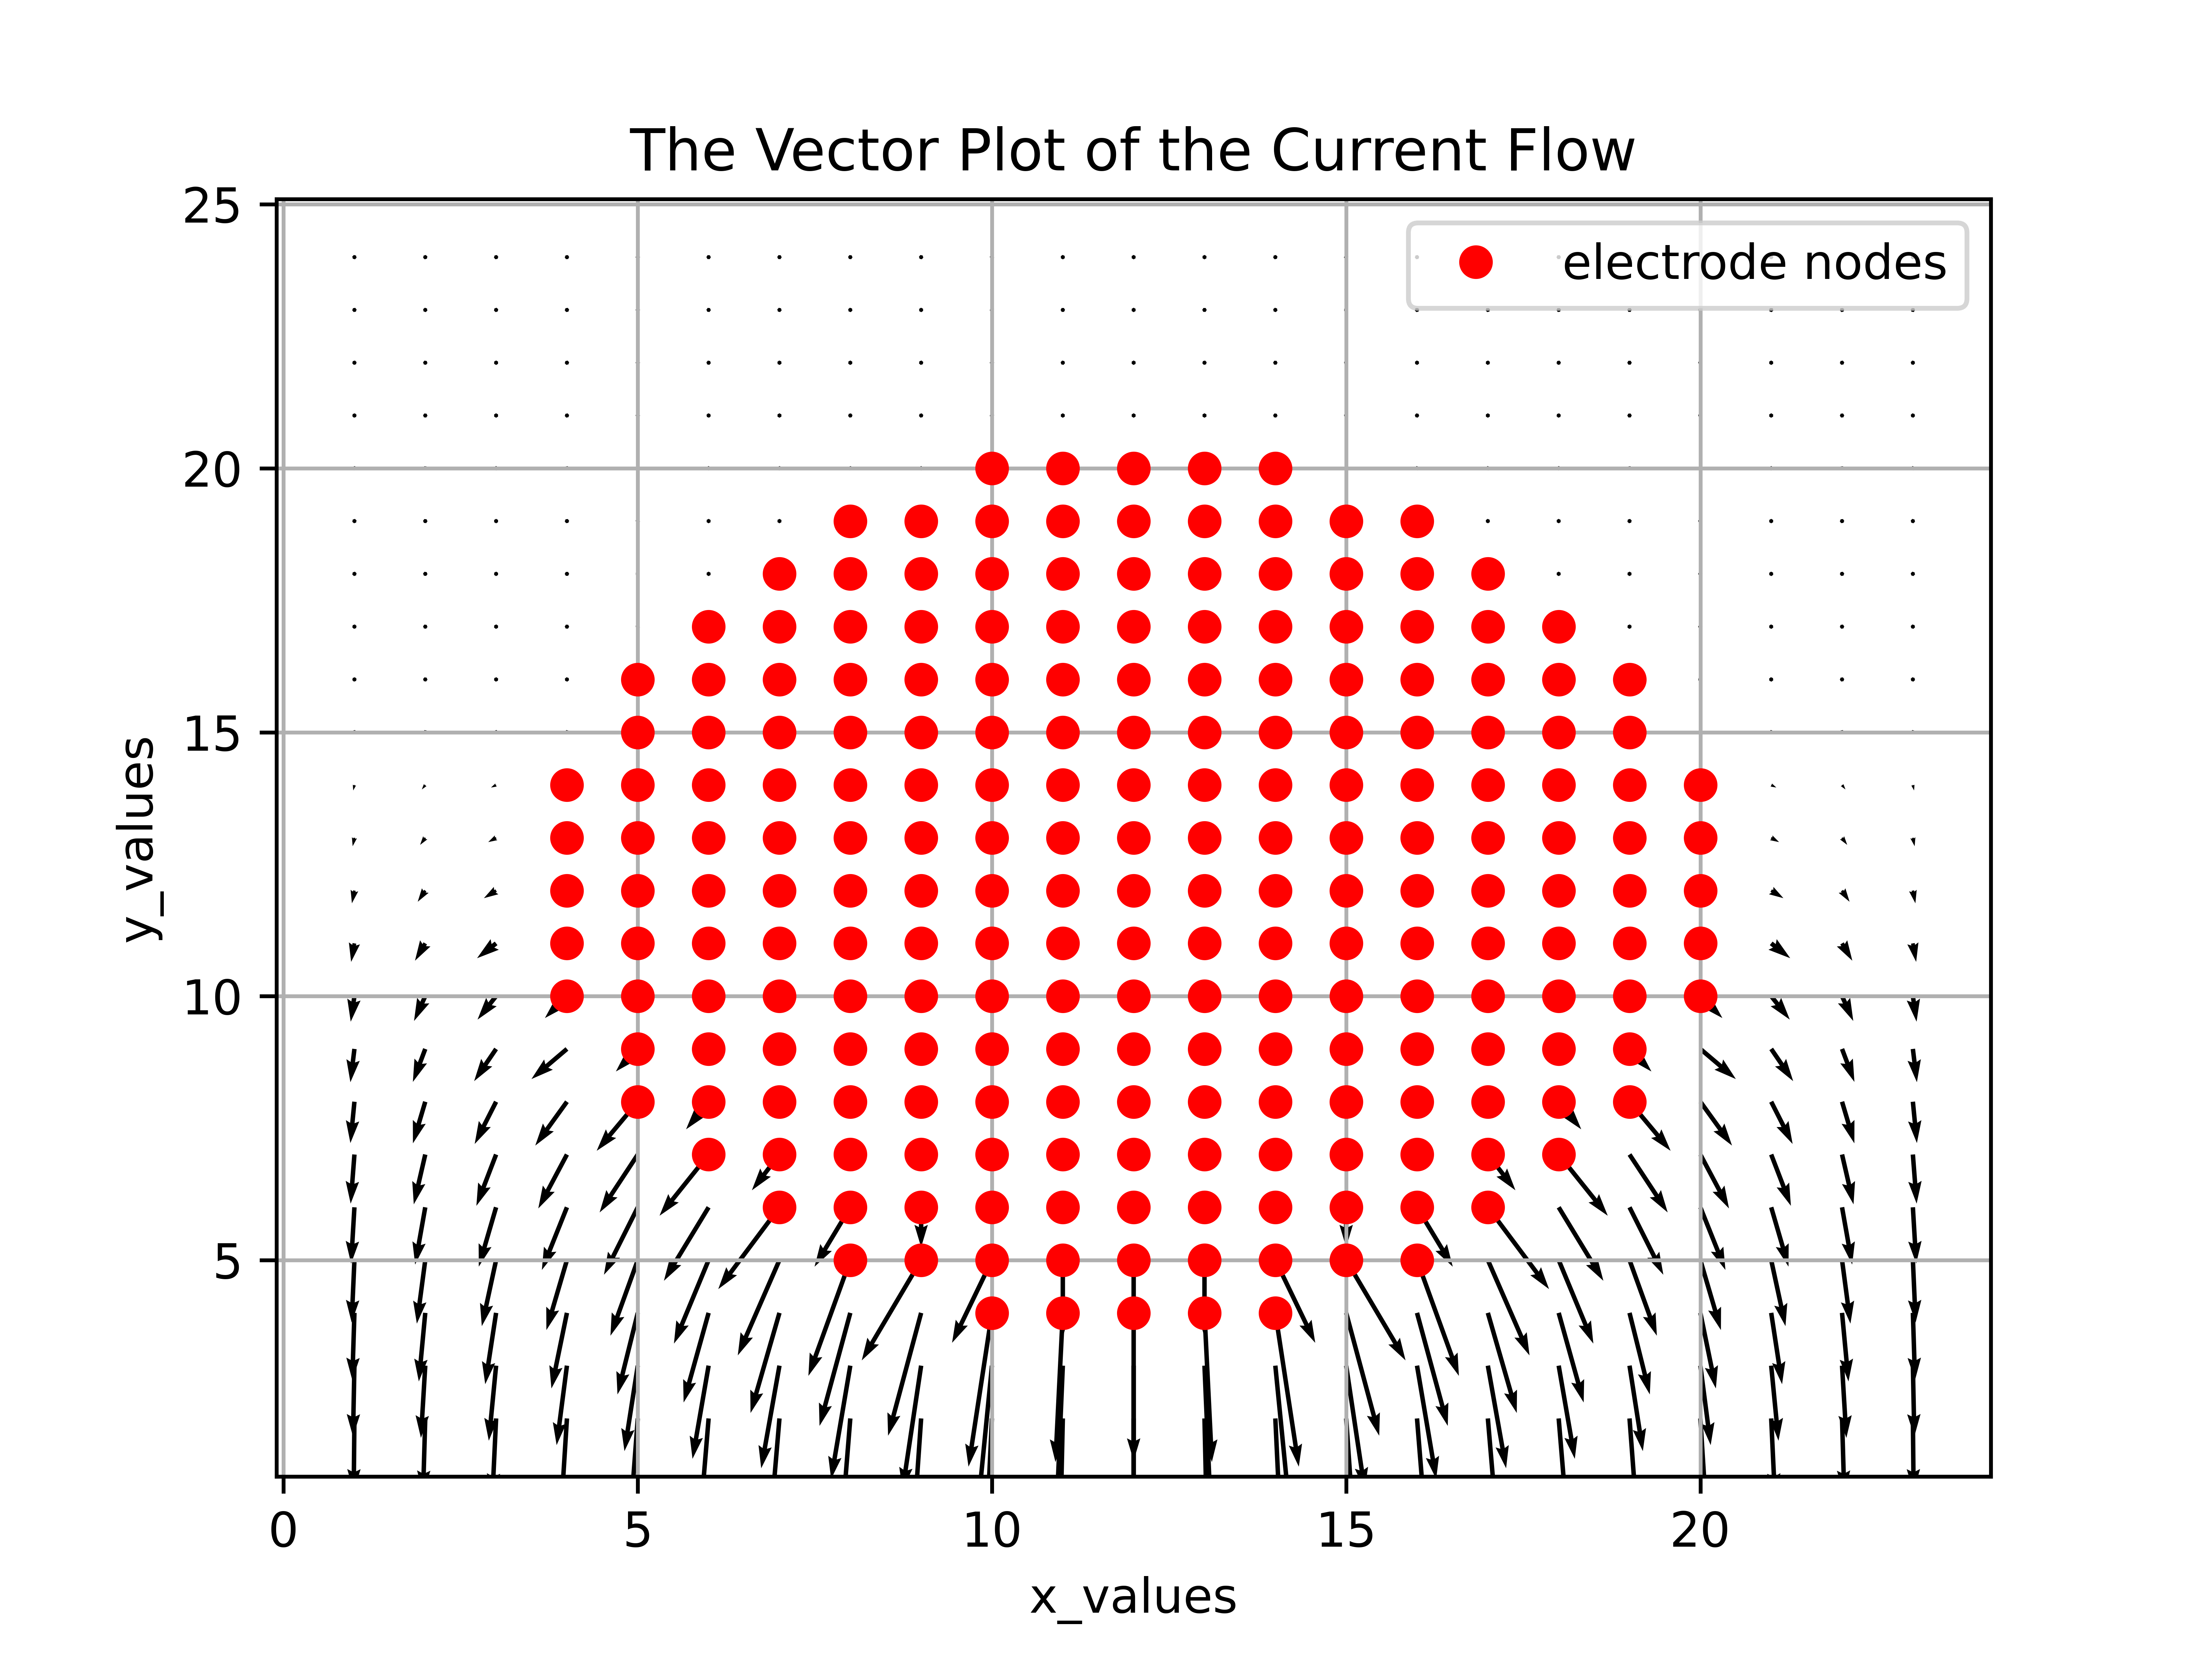 The Vector Plot of the Current Flow
electrode nodes
25
20
15
10
5
y_values
0 5 10 15 20
x_values